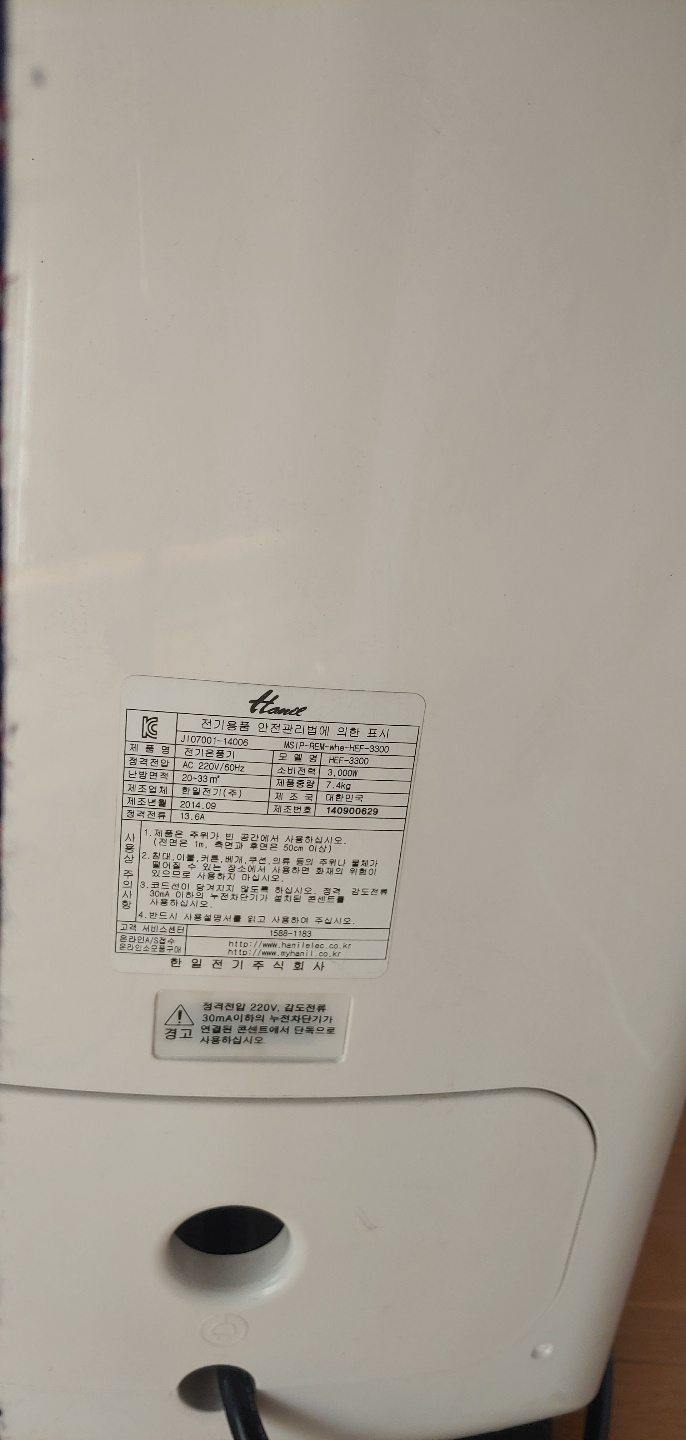 Hanil
전기용품 안전관리법에 의한 표시
JI07001-14006 MSIP-REM-whe-HEF-3300
제 품 명 전기온풍기 모 델 명 HEF-3300
정격전압 AC 220V/60Hz 소비전력 3,000W
난방면적 20-33㎡ 제품중량 7.4kg
제조업체 한일전기(주) 제 조 국 대한민국
제조년월 2014.09 제조번호 140900629
정격전류 13.6A
사용상 주의사항
1.제품은 주위가 빈 공간에서 사용하십시오.
(전면은 1m, 측면과 후면은 50cm 이상)
2.침대,이불,커튼,베개,쿠션,의류 등의 주위나 물체가
떨어질 수 있는 장소에서 사용하면 화재의 위험이
있으므로 사용하지 마십시오.
3.코드선이 당겨지지 않도록 하십시오. 정격 감도전류
30mA 이하의 누전차단기가 설치된 콘센트를
사용하십시오.
4.반드시 사용설명서를 읽고 사용하여 주십시오.
고객 서비스센터 1588-1183
온라인A/S접수 http://www.hanilelec.co.kr
온라인소모품구매 http://www.myhanil.co.kr
한 일 전 기 주 식 회 사
정격전압 220V, 감도전류
30mA이하의 누전차단기가
경고 연결된 콘센트에서 단독으로
사용하십시오